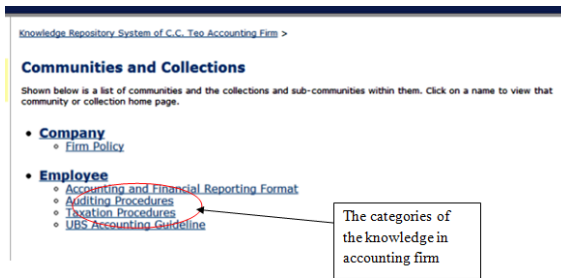 Knowledge Repository System of C.C. Teo Accounting Firm >
Communities and Collections
Shown below is a list of communities and the collections and sub-communities within them. Click on a name to view that
community or collection home page.
Company
Firm Policy
Employee
Accounting and Financial Reporting Format
Auditing Procedures
Taxation Procedures
UBS Accounting Guideline
The categories of
the knowledge in
accounting firm